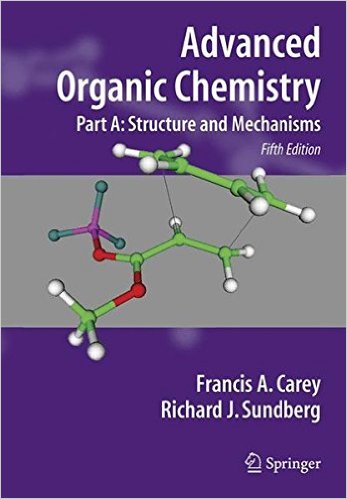 Advanced
Organic Chemistry
Part A: Structure and Mechanisms
Fifth Edition
Francis A. Carey
Richard J. Sundberg
Springer